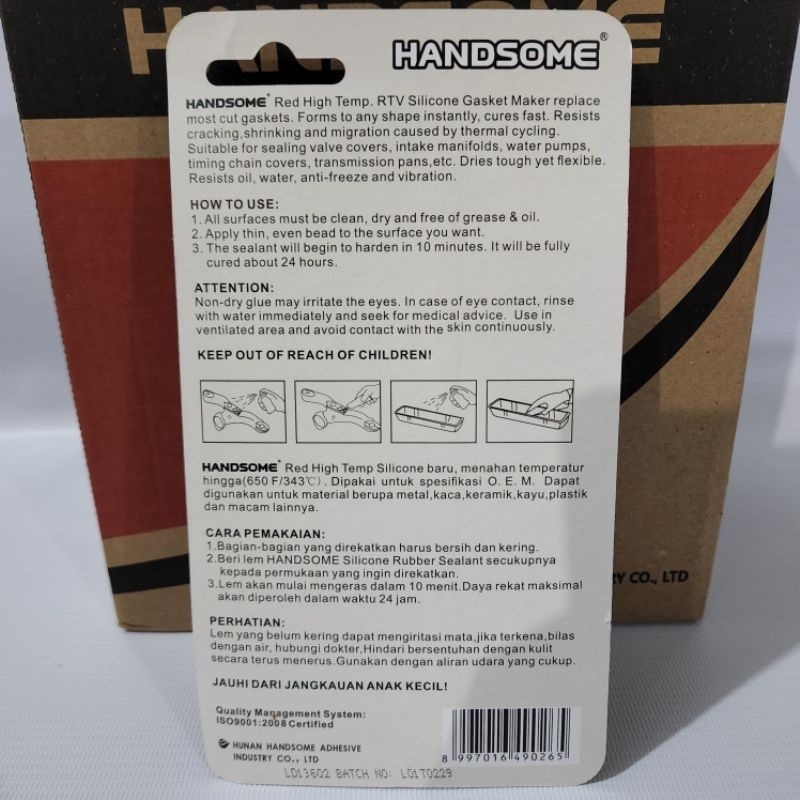 HANDSOME®
HANDSOME® Red High Temp. RTV Silicone Gasket Maker replace
most cut gaskets. Forms to any shape instantly, cures fast. Resists
cracking,shrinking and migration caused by thermal cycling.
Suitable for sealing valve covers, intake manifolds, water pumps,
timing chain covers, transmission pans,etc. Dries tough yet flexible.
Resists oil, water, anti-freeze and vibration.
HOW TO USE:
1. All surfaces must be clean, dry and free of grease & oil.
2. Apply thin, even bead to the surface you want.
3. The sealant will begin to harden in 10 minutes. It will be fully
cured about 24 hours.
ATTENTION:
Non-dry glue may irritate the eyes. In case of eye contact, rinse
with water immediately and seek for medical advice. Use in
ventilated area and avoid contact with the skin continuously.
KEEP OUT OF REACH OF CHILDREN!
HANDSOME® Red High Temp Silicone baru, menahan temperatur
hingga(650 F/343℃). Dipakai untuk spesifikasi O. E. M. Dapat
digunakan untuk material berupa metal,kaca,keramik,kayu,plastik
dan macam lainnya.
CARA PEMAKAIAN:
1.Bagian-bagian yang direkatkan harus bersih dan kering.
2.Beri lem HANDSOME Silicone Rubber Sealant secukupnya
kepada permukaan yang ingin direkatkan.
3.Lem akan mulai mengeras dalam 10 menit.Daya rekat maksimal
akan diperoleh dalam waktu 24 jam.
PERHATIAN:
Lem yang belum kering dapat mengiritasi mata,jika terkena,bilas
dengan air, hubungi dokter,Hindari bersentuhan dengan kulit
secara terus menerus.Gunakan dengan aliran udara yang cukup.
JAUHI DARI JANGKAUAN ANAK KECIL!
Quality Management System:
ISO9001:2008 Certified
HUNAN HANDSOME ADHESIVE
INDUSTRY CO., LTD
LD13602 BATCH NO: LG170229
8 997016 490265
RY CO., LTD